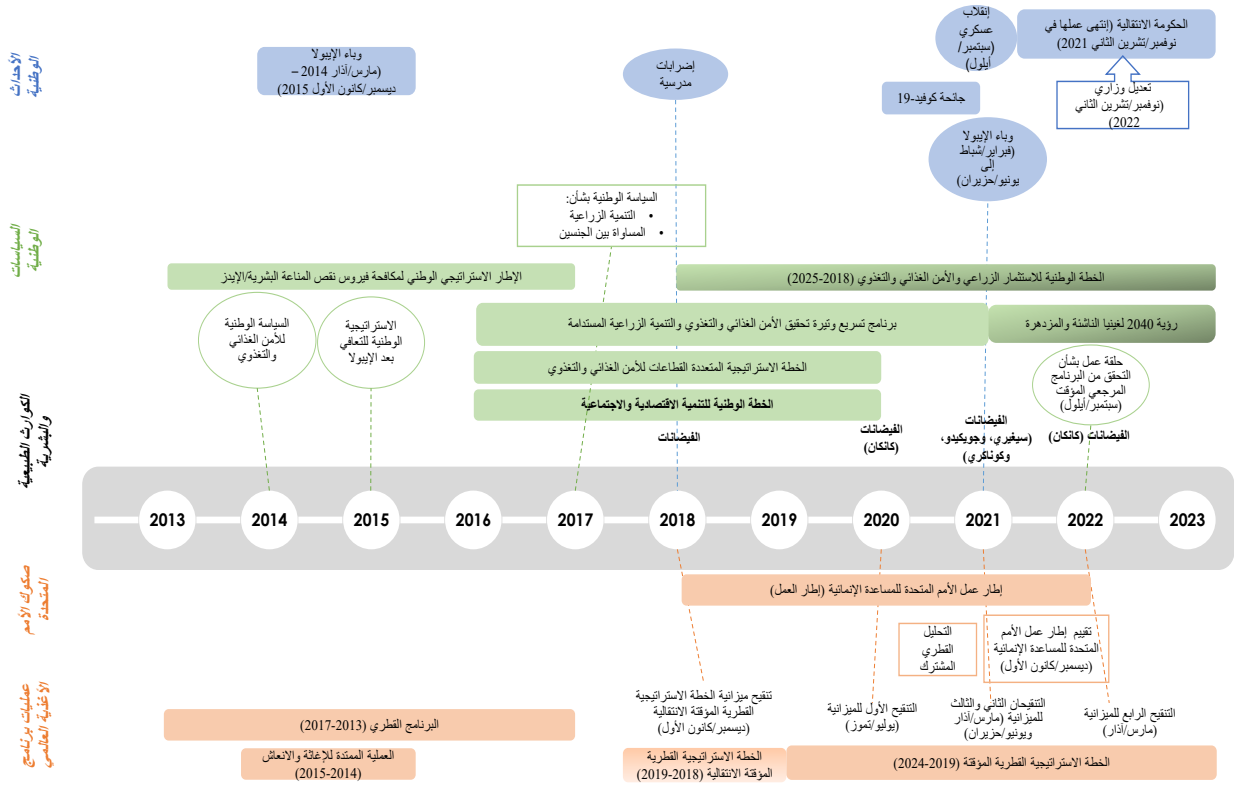 الأحداث
الوطنية
وباء الإيبولا
(مارس/آذار 2014 –
ديسمبر/كانون الأول 2015)
إضرابات
مدرسية
إنقلاب
عسكري
(سبتمبر/
أيلول)
الحكومة الانتقالية (إنتهى عملها في
نوفمبر/تشرين الثاني 2021)
جائحة كوفيد-19
تعديل وزاري
(نوفمبر/تشرين الثاني
2022)
وباء الإيبولا
(فبراير/شباط
إلى
يونيو/حزيران)
السياسات
الوطنية
السياسة الوطنية بشأن:
• التنمية الزراعية
• المساواة بين الجنسين
الإطار الاستراتيجي الوطني لمكافحة فيروس نقص المناعة البشرية/الإيدز
الخطة الوطنية للاستثمار الزراعي والأمن الغذائي والتغذوي (2018-2025)
السياسة الوطنية
للأمن الغذائي
والتغذوي
الاستراتيجية
الوطنية للتعافي
بعد الإيبولا
برنامج تسريع وتيرة تحقيق الأمن الغذائي والتغذوي والتنمية الزراعية المستدامة
رؤية 2040 لغينيا الناشئة والمزدهرة
الخطة الاستراتيجية المتعددة القطاعات للأمن الغذائي والتغذوي
حلقة عمل بشأن
التحقق من البرنامج
المرجعي المؤقت
(سبتمبر/أيلول)
الخطة الوطنية للتنمية الاقتصادية والاجتماعية
الكوارث الطبيعية
والبشرية
الفيضانات
الفيضانات
(كانكان)
الفيضانات
(سيغيري، وجويكيدو،
وكوناكري)
الفيضانات (كانكان)
2013 2014 2015 2016 2017 2018 2019 2020 2021 2022 2023
صكوك الأمم
المتحدة
إطار عمل الأمم المتحدة للمساعدة الإنمائية (إطار العمل)
التحليل
القطري
المشترك
تقييم إطار عمل الأمم
المتحدة للمساعدة الإنمائية
(ديسمبر/كانون الأول)
عمليات برنامج
الأغذية العالمي
تنقيح ميزانية الخطة الاستراتيجية
القطرية المؤقتة الانتقالية
(ديسمبر/كانون الأول)
التنقيح الأول للميزانية
(يوليو/تموز)
التنقيحان الثاني والثالث
للميزانية (مارس/آذار
ويونيو/حزيران)
التنقيح الرابع للميزانية
(مارس/آذار)
البرنامج القطري (2013-2017)
العملية الممتدة للإغاثة والانعاش
(2014-2015)
الخطة الاستراتيجية القطرية
المؤقتة الانتقالية (2018-2019)
الخطة الاستراتيجية القطرية المؤقتة (2019-2024)